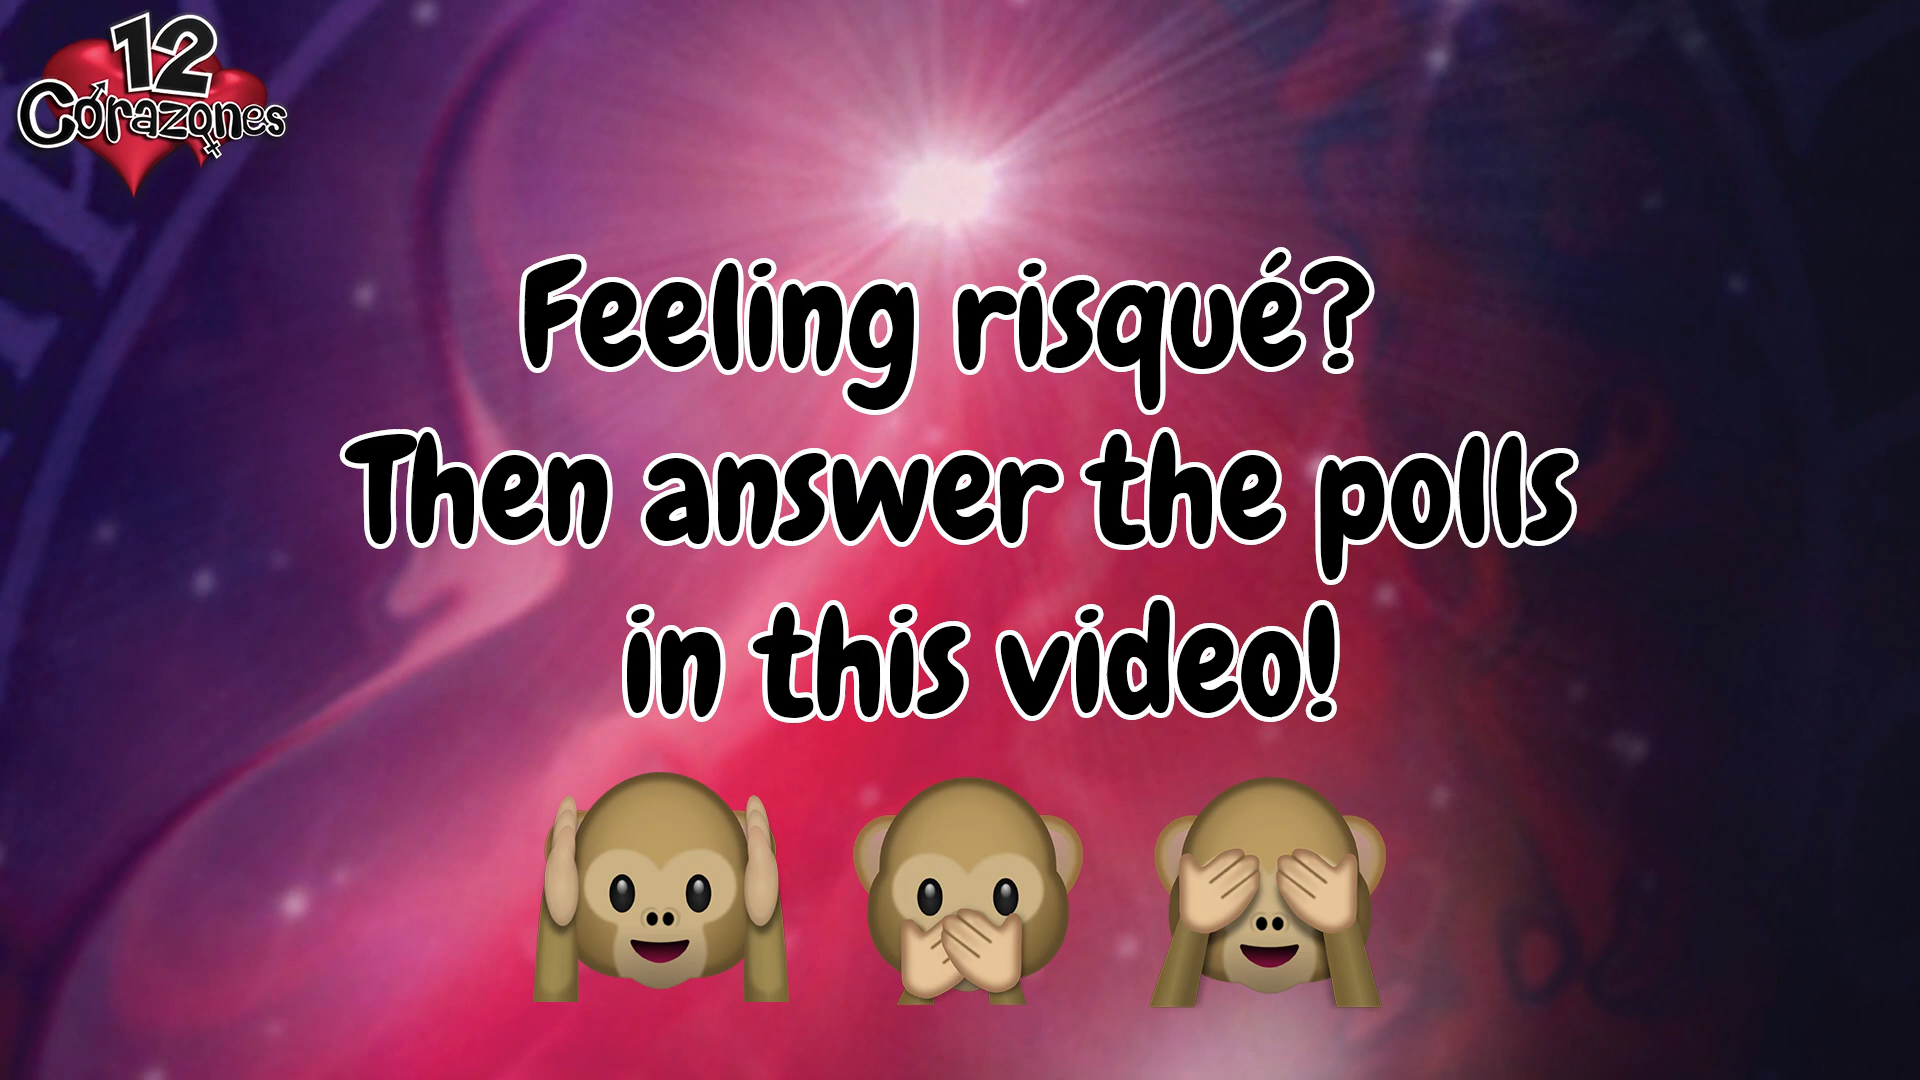 12
Corazones
Feeling risqué?
Then answer the polls
in this video!